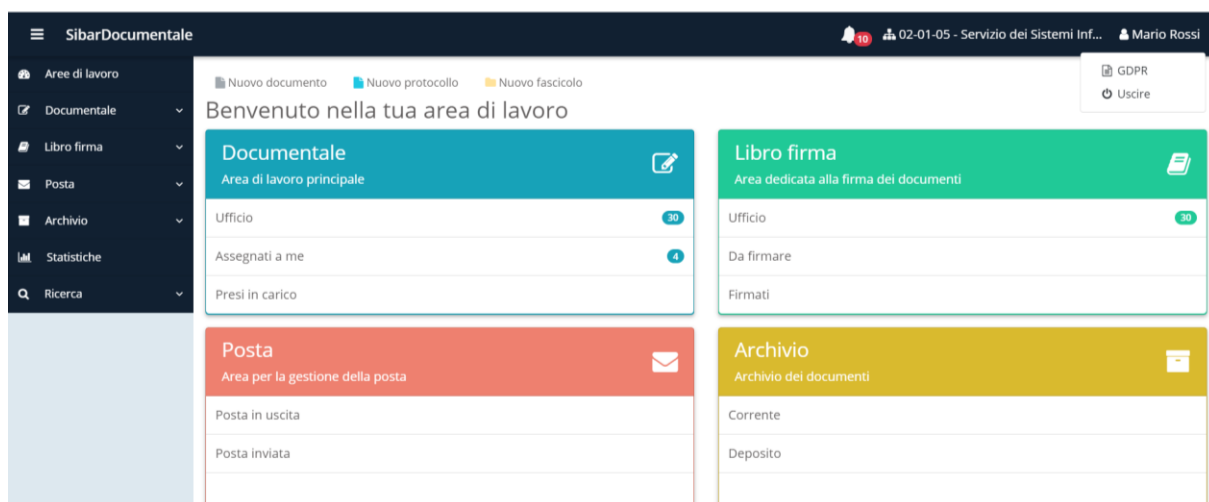 SibarDocumentale
10
02-01-05 - Servizio dei Sistemi Inf...
Mario Rossi
GDPR
Uscire
Aree di lavoro
Documentale
Libro firma
Posta
Archivio
Statistiche
Ricerca
Nuovo documento
Nuovo protocollo
Nuovo fascicolo
Benvenuto nella tua area di lavoro
Documentale
Area di lavoro principale
Ufficio
30
Assegnati a me
4
Presi in carico
Libro firma
Area dedicata alla firma dei documenti
Ufficio
30
Da firmare
Firmati
Posta
Area per la gestione della posta
Posta in uscita
Posta inviata
Archivio
Archivio dei documenti
Corrente
Deposito